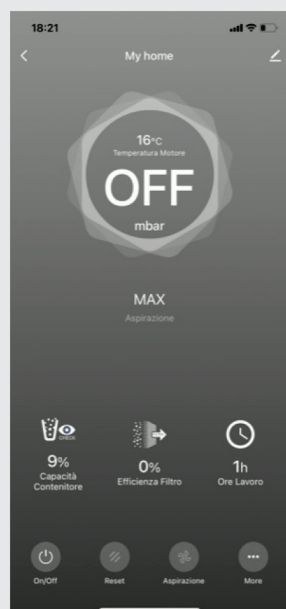 18:21
My home
16°C
Temperatura Motore
OFF
mbar
MAX
Aspirazione
CHECK
9%
Capacità
Contenitore
0%
Efficienza Filtro
1h
Ore Lavoro
On/Off
Reset
Aspirazione
More